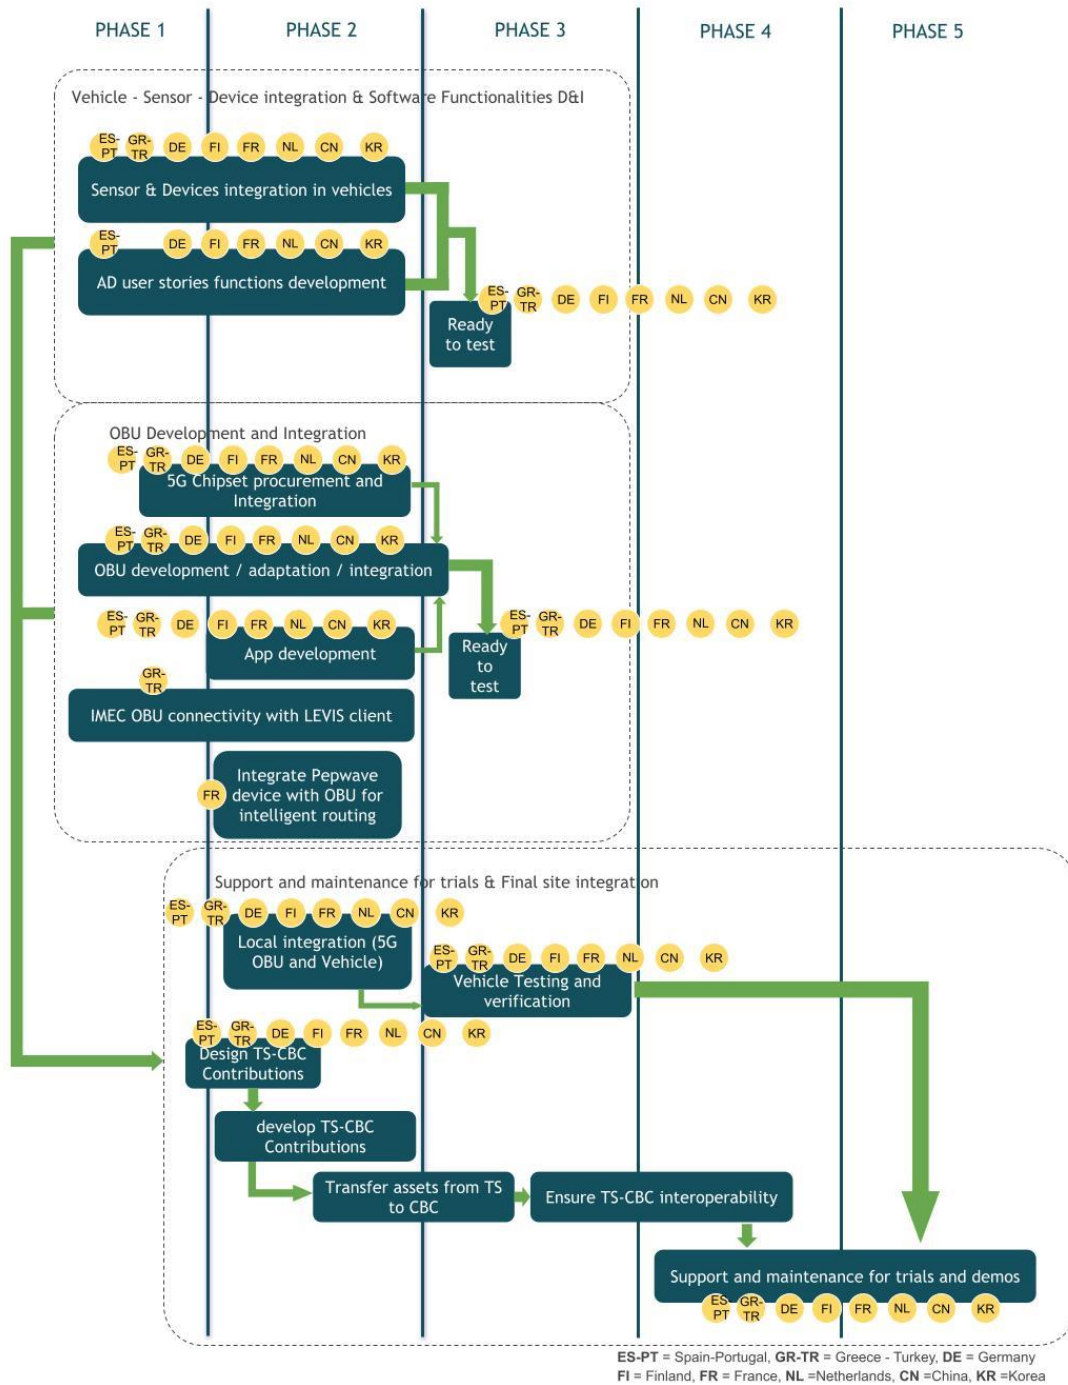 PHASE 1 PHASE 2 PHASE 3 PHASE 4 PHASE 5
Vehicle - Sensor - Device integration & Software Functionalities D&I
ES-PT GR-TR DE FI FR NL CN KR
Sensor & Devices integration in vehicles
ES-PT DE FI FR NL CN KR
AD user stories functions development
ES-PT GR-TR DE FI FR NL CN KR
Ready
to test
OBU Development and Integration
ES-PT GR-TR DE FI FR NL CN KR
5G Chipset procurement and
Integration
ES-PT GR-TR DE FI FR NL CN KR
OBU development / adaptation / integration
ES-PT GR-TR DE FI FR NL CN KR
App development
ES-PT GR-TR DE FI FR NL CN KR
Ready
to
test
GR-TR
IMEC OBU connectivity with LEVIS client
FR
Integrate Pepwave
device with OBU for
intelligent routing
Support and maintenance for trials & Final site integration
ES-PT GR-TR DE FI FR NL CN KR
Local integration (5G
OBU and Vehicle)
ES-PT GR-TR DE FI FR NL CN KR
Vehicle Testing and
verification
ES-PT GR-TR DE FI FR NL CN KR
Design TS-CBC
Contributions
develop TS-CBC
Contributions
Transfer assets from TS
to CBC
Ensure TS-CBC interoperability
Support and maintenance for trials and demos
ES-PT GR-TR DE FI FR NL CN KR
ES-PT = Spain-Portugal, GR-TR = Greece - Turkey, DE = Germany
FI = Finland, FR = France, NL =Netherlands, CN =China, KR =Korea